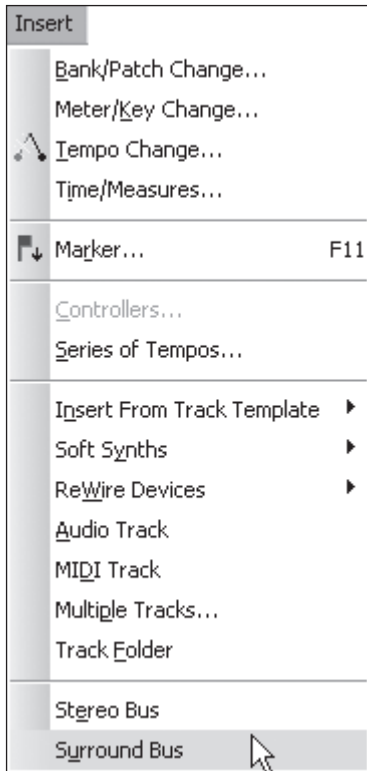 Insert
Bank/Patch Change...
Meter/Key Change...
Tempo Change...
Time/Measures...
Marker... F11
Controllers...
Series of Tempos...
Insert From Track Template
Soft Synths
ReWire Devices
Audio Track
MIDI Track
Multiple Tracks...
Track Folder
Stereo Bus
Surround Bus